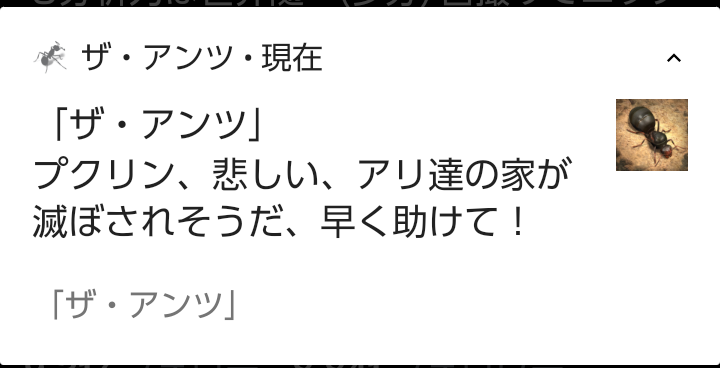 ザ・アンツ・現在
「ザ・アンツ」
プクリン、悲しい、アリ達の家が
滅ぼされそうだ、早く助けて！
「ザ・アンツ」